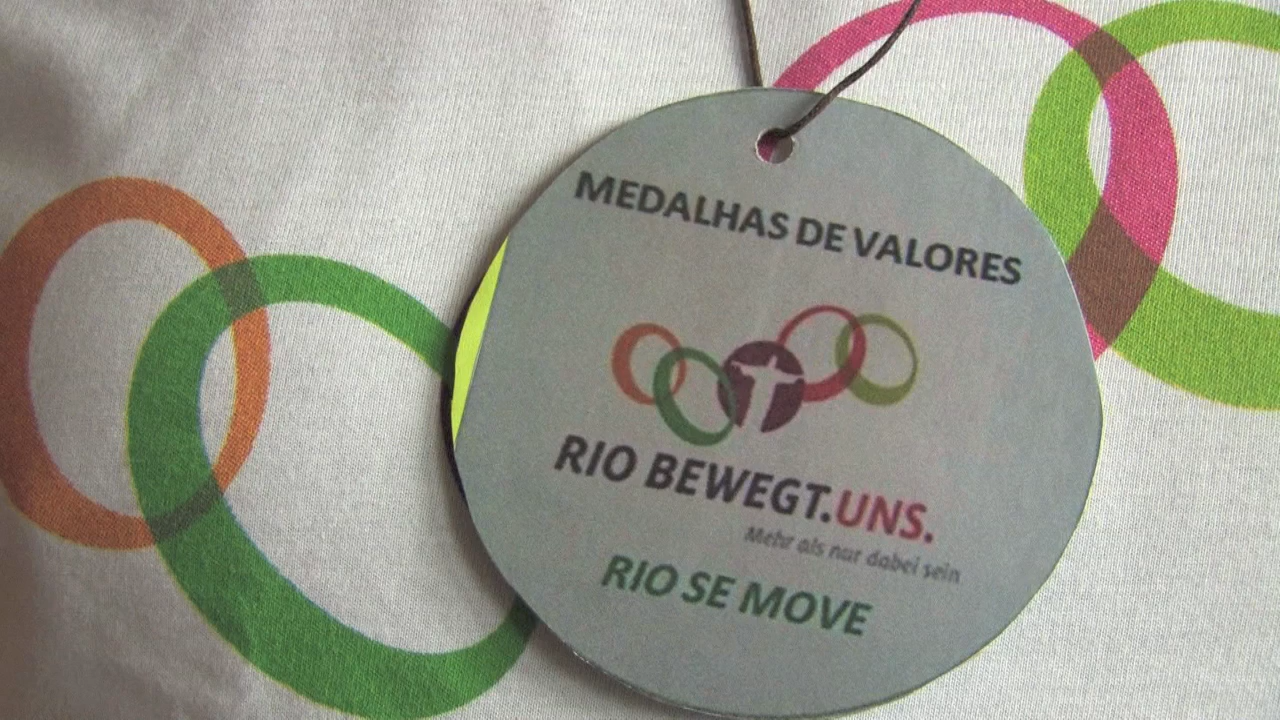 MEDALHAS DE VALORES
RIO BEWEGT.UNS.
Mehr als nur dabei sein
RIO SE MOVE